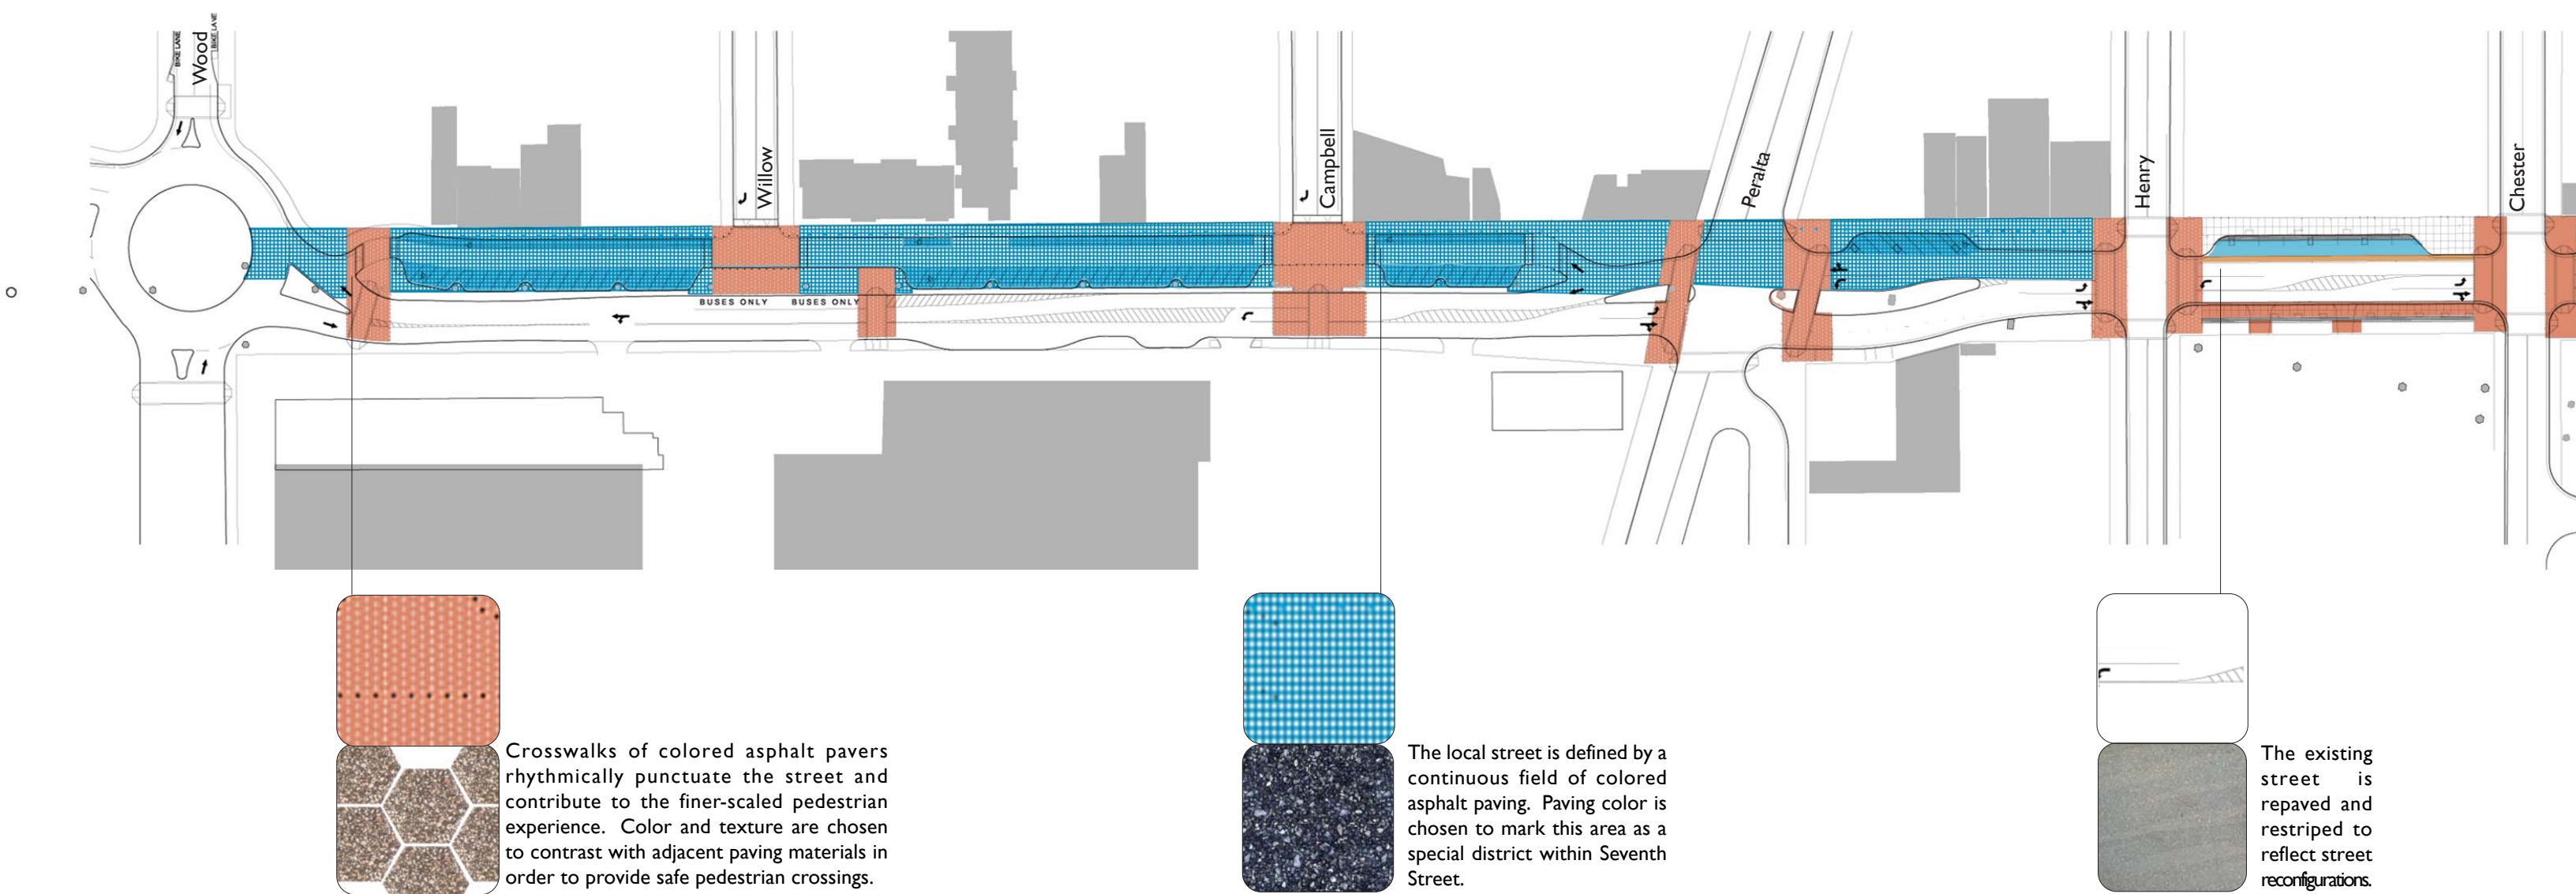 BIKE LANE
Wood
BIKE LANE
Willow
Campbell
Peralta
Henry
Chester
BUSES ONLY BUSES ONLY
Crosswalks of colored asphalt pavers
rhythmically punctuate the street and
contribute to the finer-scaled pedestrian
experience. Color and texture are chosen
to contrast with adjacent paving materials in
order to provide safe pedestrian crossings.
The local street is defined by a
continuous field of colored
asphalt paving. Paving color is
chosen to mark this area as a
special district within Seventh
Street.
The existing
street is
repaved and
restriped to
reflect street
reconfigurations.